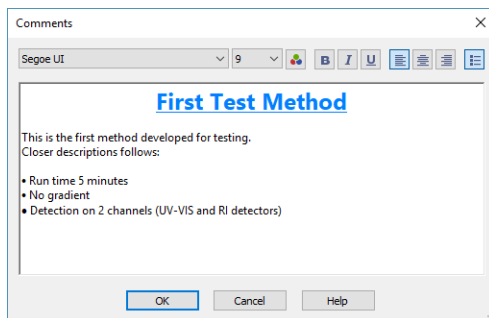 Comments
Segoe UI 9 B I U
First Test Method
This is the first method developed for testing.
Closer descriptions follows:
• Run time 5 minutes
• No gradient
• Detection on 2 channels (UV-VIS and RI detectors)
OK Cancel Help